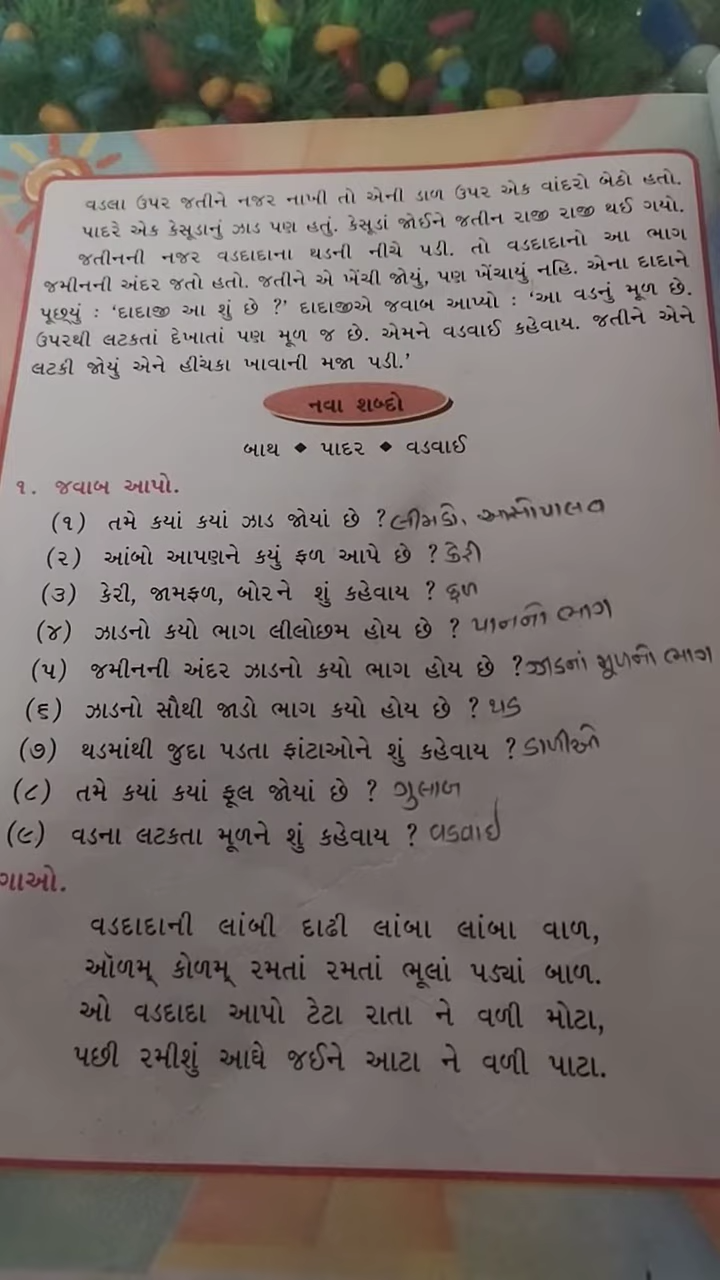 વડલા ઉપર જતીને નજર નાખી તો એની ડાળ ઉપર એક વાંદરો બેઠો હતો.
પાદરે એક કેસૂડાનું ઝાડ પણ હતું. કેસૂડાં જોઈને જતીન રાજી રાજી થઈ ગયો.
જતીનની નજર વડદાદાના થડની નીચે પડી. તો વડદાદાનો આ ભાગ
જમીનની અંદર જતો હતો. જતીને એ ખેંચી જોયું, પણ ખેંચાયું નહિ. એના દાદાને
પૂછ્યું : ‘દાદાજી આ શું છે ?’ દાદાજીએ જવાબ આપ્યો : ‘આ વડનું મૂળ છે.
ઉપરથી લટકતાં દેખાતાં પણ મૂળ જ છે. એમને વડવાઈ કહેવાય. જતીને એને
લટકી જોયું એને હીંચકા ખાવાની મજા પડી.’
નવા શબ્દો
બાથ ◆ પાદર ◆ વડવાઈ
૧. જવાબ આપો.
(૧) તમે કયાં કયાં ઝાડ જોયાં છે ? લીમડો, આસોપાલવ
(૨) આંબો આપણને કયું ફળ આપે છે ? કેરી
(૩) કેરી, જામફળ, બોરને શું કહેવાય ? ફળ
(૪) ઝાડનો કયો ભાગ લીલોછમ હોય છે ? પાનનો ભાગ
(૫) જમીનની અંદર ઝાડનો કયો ભાગ હોય છે ? ઝાડનાં મૂળનો ભાગ
(૬) ઝાડનો સૌથી જાડો ભાગ કયો હોય છે ? થડ
(૭) થડમાંથી જુદા પડતા ફાંટાઓને શું કહેવાય ? ડાળીઓ
(૮) તમે કયાં કયાં ફૂલ જોયાં છે ? ગુલાબ
(૯) વડના લટકતા મૂળને શું કહેવાય ? વડવાઈ
ગાઓ.
વડદાદાની લાંબી દાઢી લાંબા લાંબા વાળ,
ઑળમ્ કોળમ્ રમતાં રમતાં ભૂલાં પડ્યાં બાળ.
ઓ વડદાદા આપો ટેટા રાતા ને વળી મોટા,
પછી રમીશું આઘે જઈને આટા ને વળી પાટા.